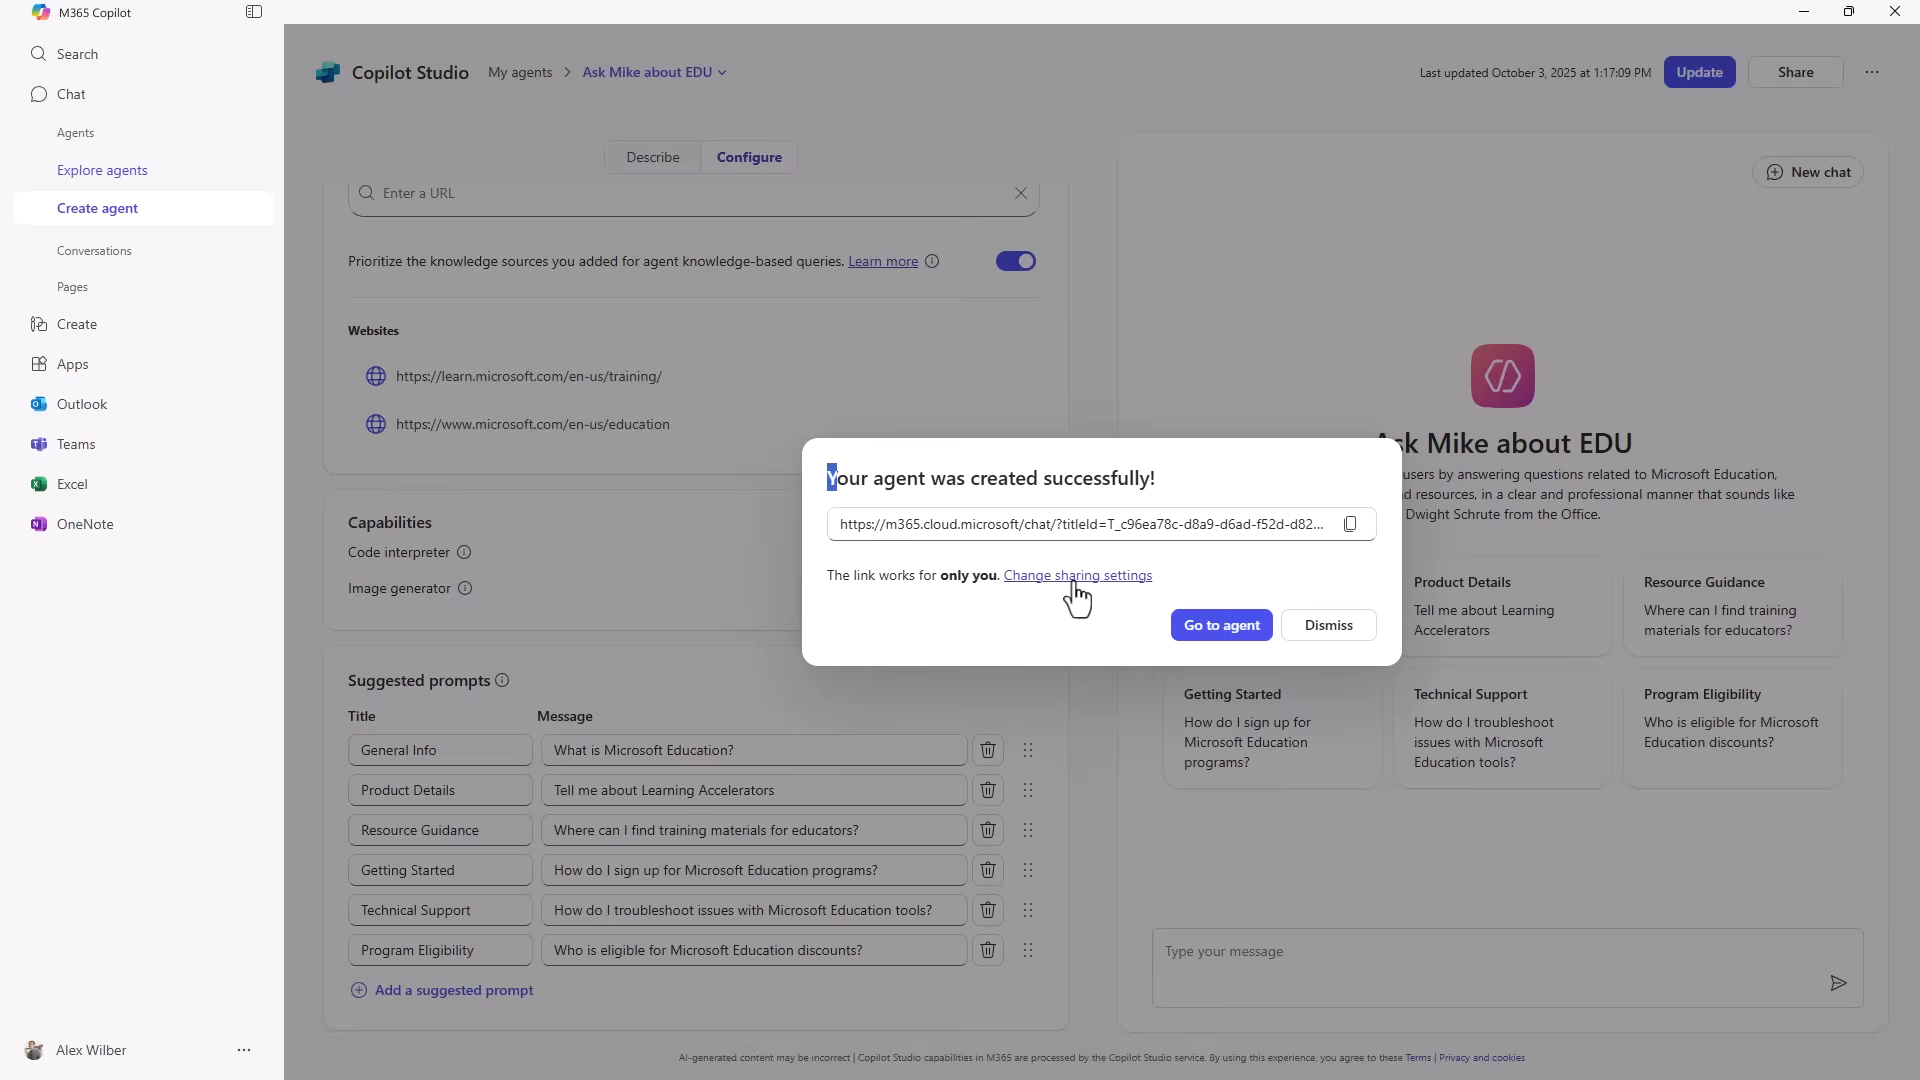 M365 Copilot
Search
Chat
Agents
Explore agents
Create agent
Conversations
Pages
Create
Apps
Outlook
Teams
Excel
OneNote
Alex Wilber
Copilot Studio My agents > Ask Mike about EDU
Last updated October 3, 2025 at 1:17:09 PM Update Share
Describe Configure
Enter a URL
Prioritize the knowledge sources you added for agent knowledge-based queries. Learn more
Websites
https://learn.microsoft.com/en-us/training/
https://www.microsoft.com/en-us/education
Capabilities
Code interpreter
Image generator
Suggested prompts
Title Message
General Info What is Microsoft Education?
Product Details Tell me about Learning Accelerators
Resource Guidance Where can I find training materials for educators?
Getting Started How do I sign up for Microsoft Education programs?
Technical Support How do I troubleshoot issues with Microsoft Education tools?
Program Eligibility Who is eligible for Microsoft Education discounts?
Add a suggested prompt
Your agent was created successfully!
https://m365.cloud.microsoft/chat/?titleId=T_c96ea78c-d8a9-d6ad-f52d-d82...
The link works for only you. Change sharing settings
Go to agent Dismiss
New chat
Mike about EDU
users by answering questions related to Microsoft Education,
resources, in a clear and professional manner that sounds like
Dwight Schrute from the Office.
Product Details
Tell me about Learning
Accelerators
Resource Guidance
Where can I find training
materials for educators?
Getting Started
How do I sign up for
Microsoft Education
programs?
Technical Support
How do I troubleshoot
issues with Microsoft
Education tools?
Program Eligibility
Who is eligible for Microsoft
Education discounts?
Type your message
AI-generated content may be incorrect | Copilot Studio capabilities in M365 are processed by the Copilot Studio service. By using this experience, you agree to these Terms | Privacy and cookies